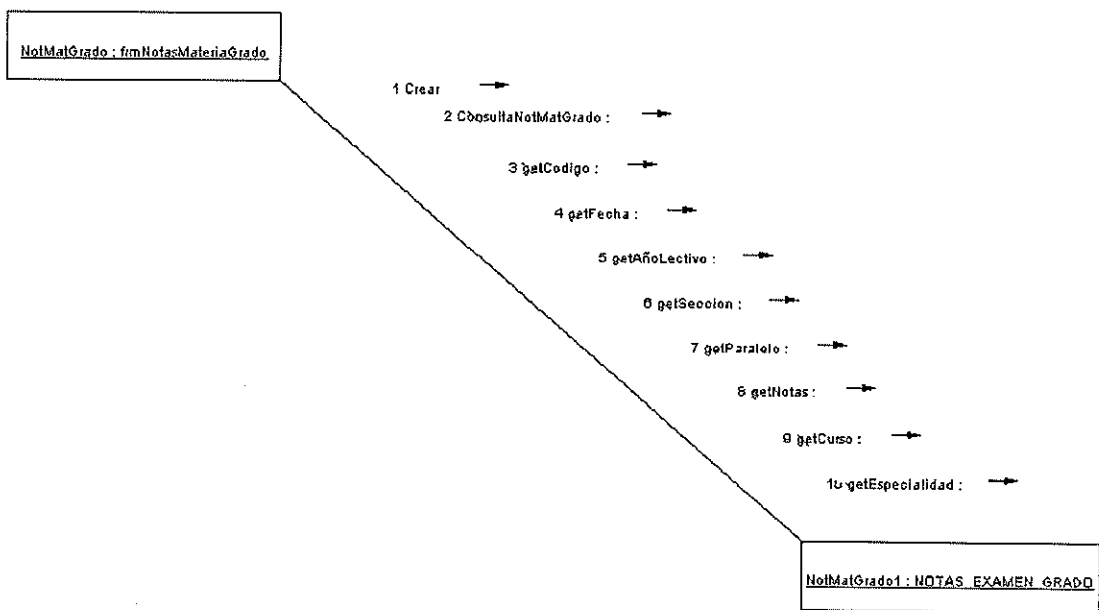 NotMatGrado : frmNotasMateriaGrado
1 Crear
2 ConsultaNotMatGrado :
3 getCodigo :
4 getFecha :
5 getAñoLectivo :
6 getSeccion :
7 getParalelo :
8 getNotas :
9 getCurso :
10 getEspecialidad :
NotMatGrado1 : NOTAS_EXAMEN_GRADO